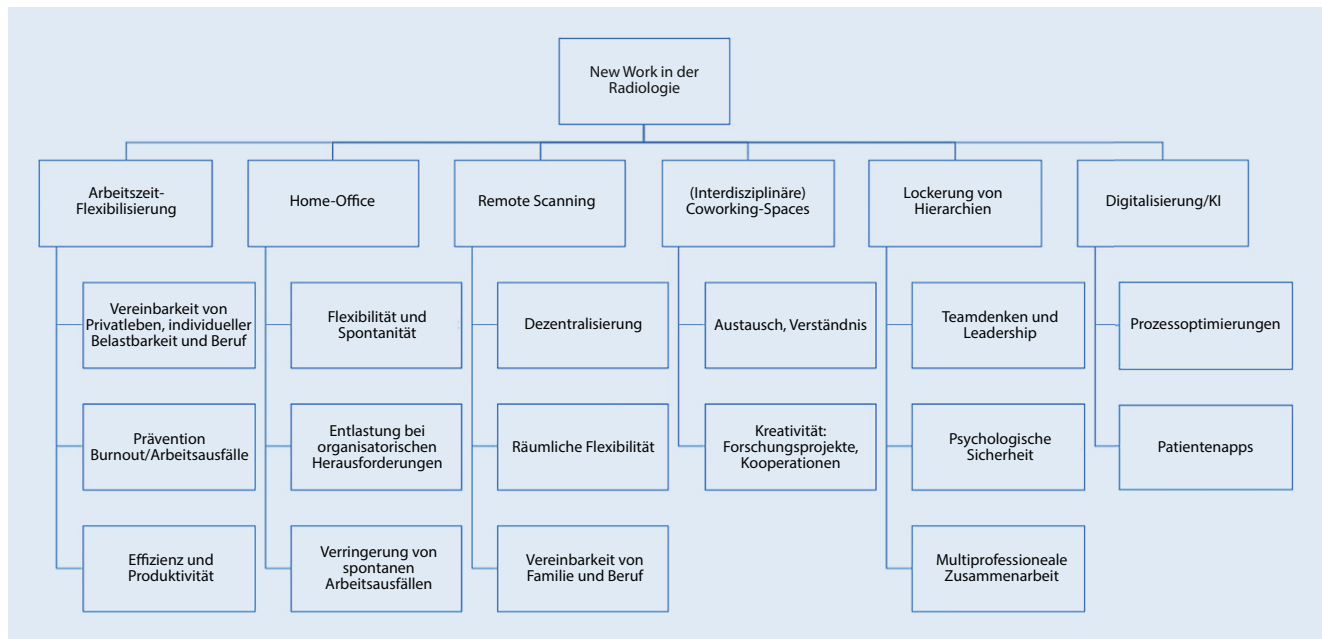 New Work in der
Radiologie
Arbeitszeit-
Flexibilisierung
Home-Office
Remote Scanning
(Interdisziplinäre)
Coworking-Spaces
Lockerung von
Hierarchien
Digitalisierung/KI
Vereinbarkeit von
Privatleben, individueller
Belastbarkeit und Beruf
Flexibilität und
Spontanität
Dezentralisierung
Austausch, Verständnis
Teamdenken und
Leadership
Prozessoptimierungen
Prävention
Burnout/Arbeitsausfälle
Entlastung bei
organisatorischen
Herausforderungen
Räumliche Flexibilität
Kreativität:
Forschungsprojekte,
Kooperationen
Psychologische
Sicherheit
Patientenapps
Effizienz und
Produktivität
Verringerung von
spontanen
Arbeitsausfällen
Vereinbarkeit von
Familie und Beruf
Multiprofessioneale
Zusammenarbeit